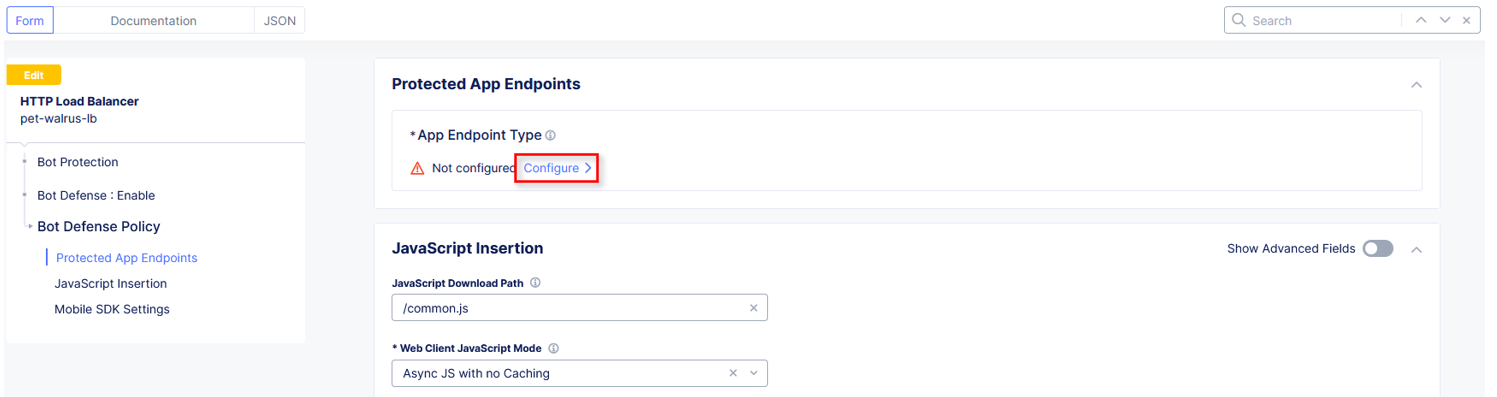 Form
Documentation
JSON
Search
Edit
HTTP Load Balancer
pet-walrus-lb
Bot Protection
Bot Defense : Enable
Bot Defense Policy
Protected App Endpoints
JavaScript Insertion
Mobile SDK Settings
Protected App Endpoints
* App Endpoint Type
Not configured Configure
JavaScript Insertion
Show Advanced Fields
JavaScript Download Path
/common.js
* Web Client JavaScript Mode
Async JS with no Caching